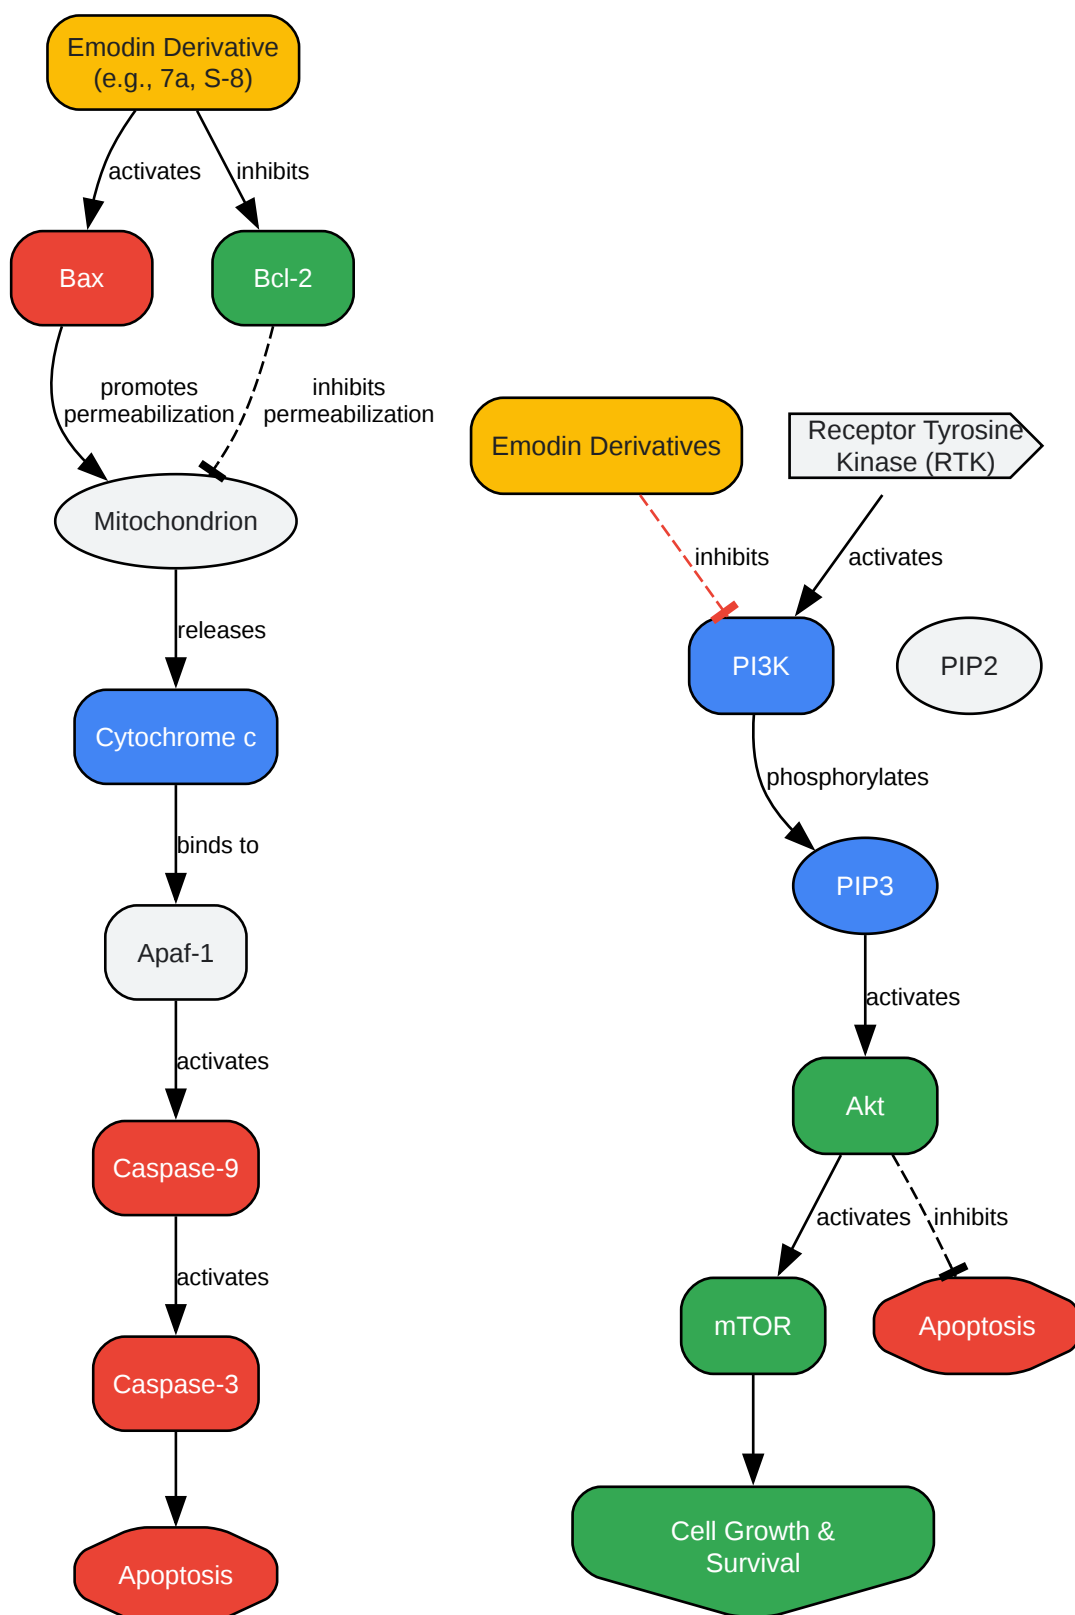 Emodin Derivative
(e.g., 7a, S-8)
activates
inhibits
Bax
Bcl-2
promotes
permeabilization
inhibits
permeabilization
Mitochondrion
releases
Cytochrome c
binds to
Apaf-1
activates
Caspase-9
activates
Caspase-3
Apoptosis
Emodin Derivatives
Receptor Tyrosine
Kinase (RTK)
inhibits
activates
PI3K
PIP2
phosphorylates
PIP3
activates
Akt
activates
inhibits
mTOR
Apoptosis
Cell Growth &
Survival